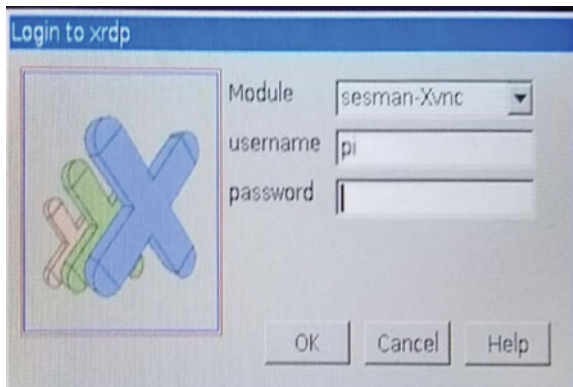 Login to xrdp
Module sesman-Xvnc
username pi
password
OK Cancel Help